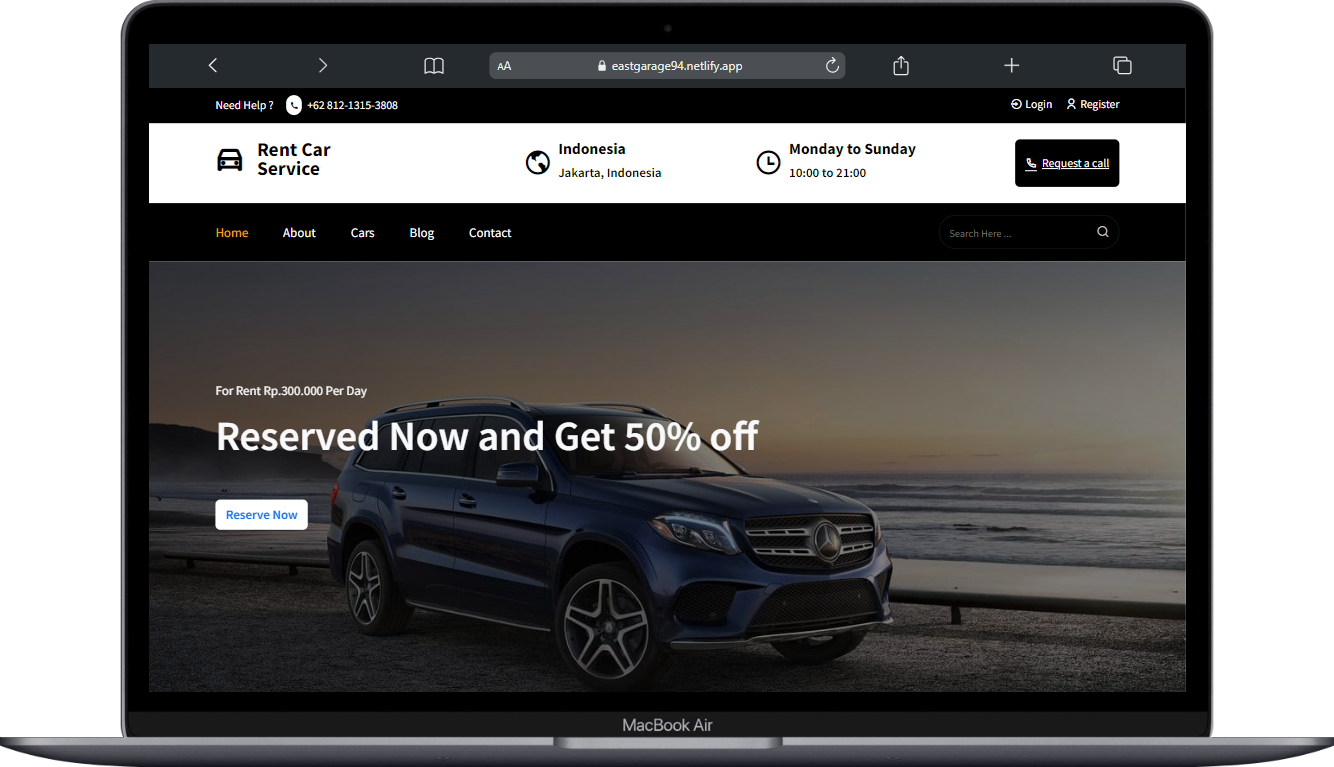 AA eastgarage94.netlify.app
Need Help ? +62 812-1315-3808 Login Register
Rent Car
Service
Indonesia
Jakarta, Indonesia
Monday to Sunday
10:00 to 21:00
Request a call
Home About Cars Blog Contact Search Here ...
For Rent Rp.300.000 Per Day
Reserved Now and Get 50% off
Reserve Now
MacBook Air